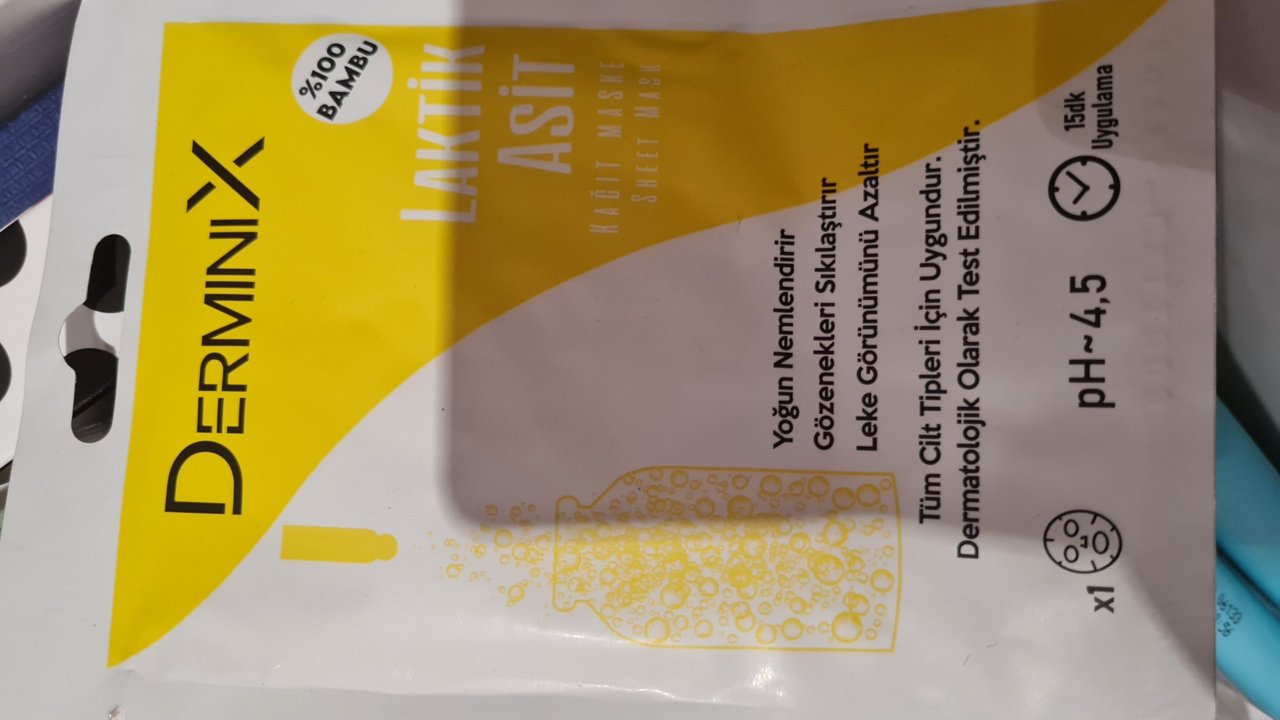 DERMINIX
%100
BAMBU
LAKTİK
ASİT
KAĞIT MASKE
SHEET MASK
Yoğun Nemlendirir
Gözenekleri Sıkılaştırır
Leke Görünümünü Azaltır
Tüm Cilt Tipleri İçin Uygundur.
Dermatolojik Olarak Test Edilmiştir.
x1
pH~4,5
15dk
Uygulama